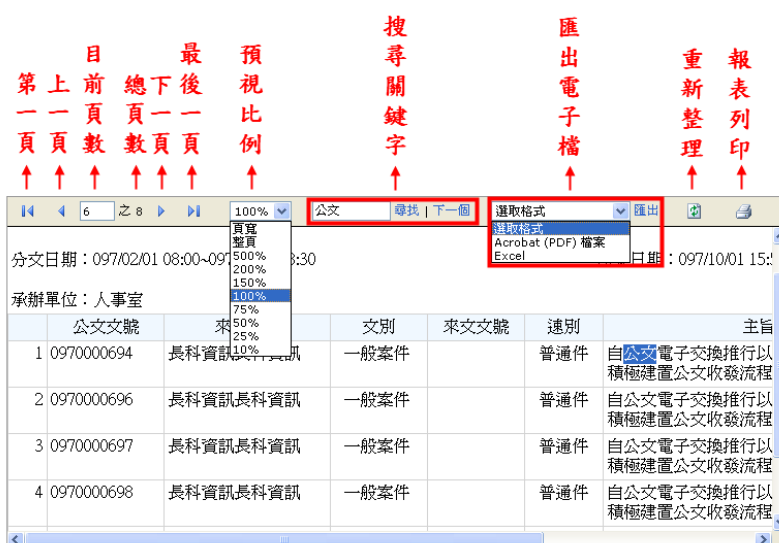 第一頁
上一頁
目前頁數
總頁數
下一頁
最後一頁
預視比例
搜尋關鍵字
匯出電子檔
重新整理
報表列印
6 之 8 100% 公文 尋找 | 下一個 選取格式 匯出
頁寬
整頁
500%
200%
150%
100%
75%
50%
25%
10%
選取格式
Acrobat (PDF) 檔案
Excel
分文日期：097/02/01 08:00~097 :30 日期：097/10/01 15:
承辦單位：人事室
公文文號 來 文別 來文文號 速別 主旨
1 0970000694 長科資訊長科資訊 一般案件 普通件 自公文電子交換推行以
積極建置公文收發流程
2 0970000696 長科資訊長科資訊 一般案件 普通件 自公文電子交換推行以
積極建置公文收發流程
3 0970000697 長科資訊長科資訊 一般案件 普通件 自公文電子交換推行以
積極建置公文收發流程
4 0970000698 長科資訊長科資訊 一般案件 普通件 自公文電子交換推行以
積極建置公文收發流程